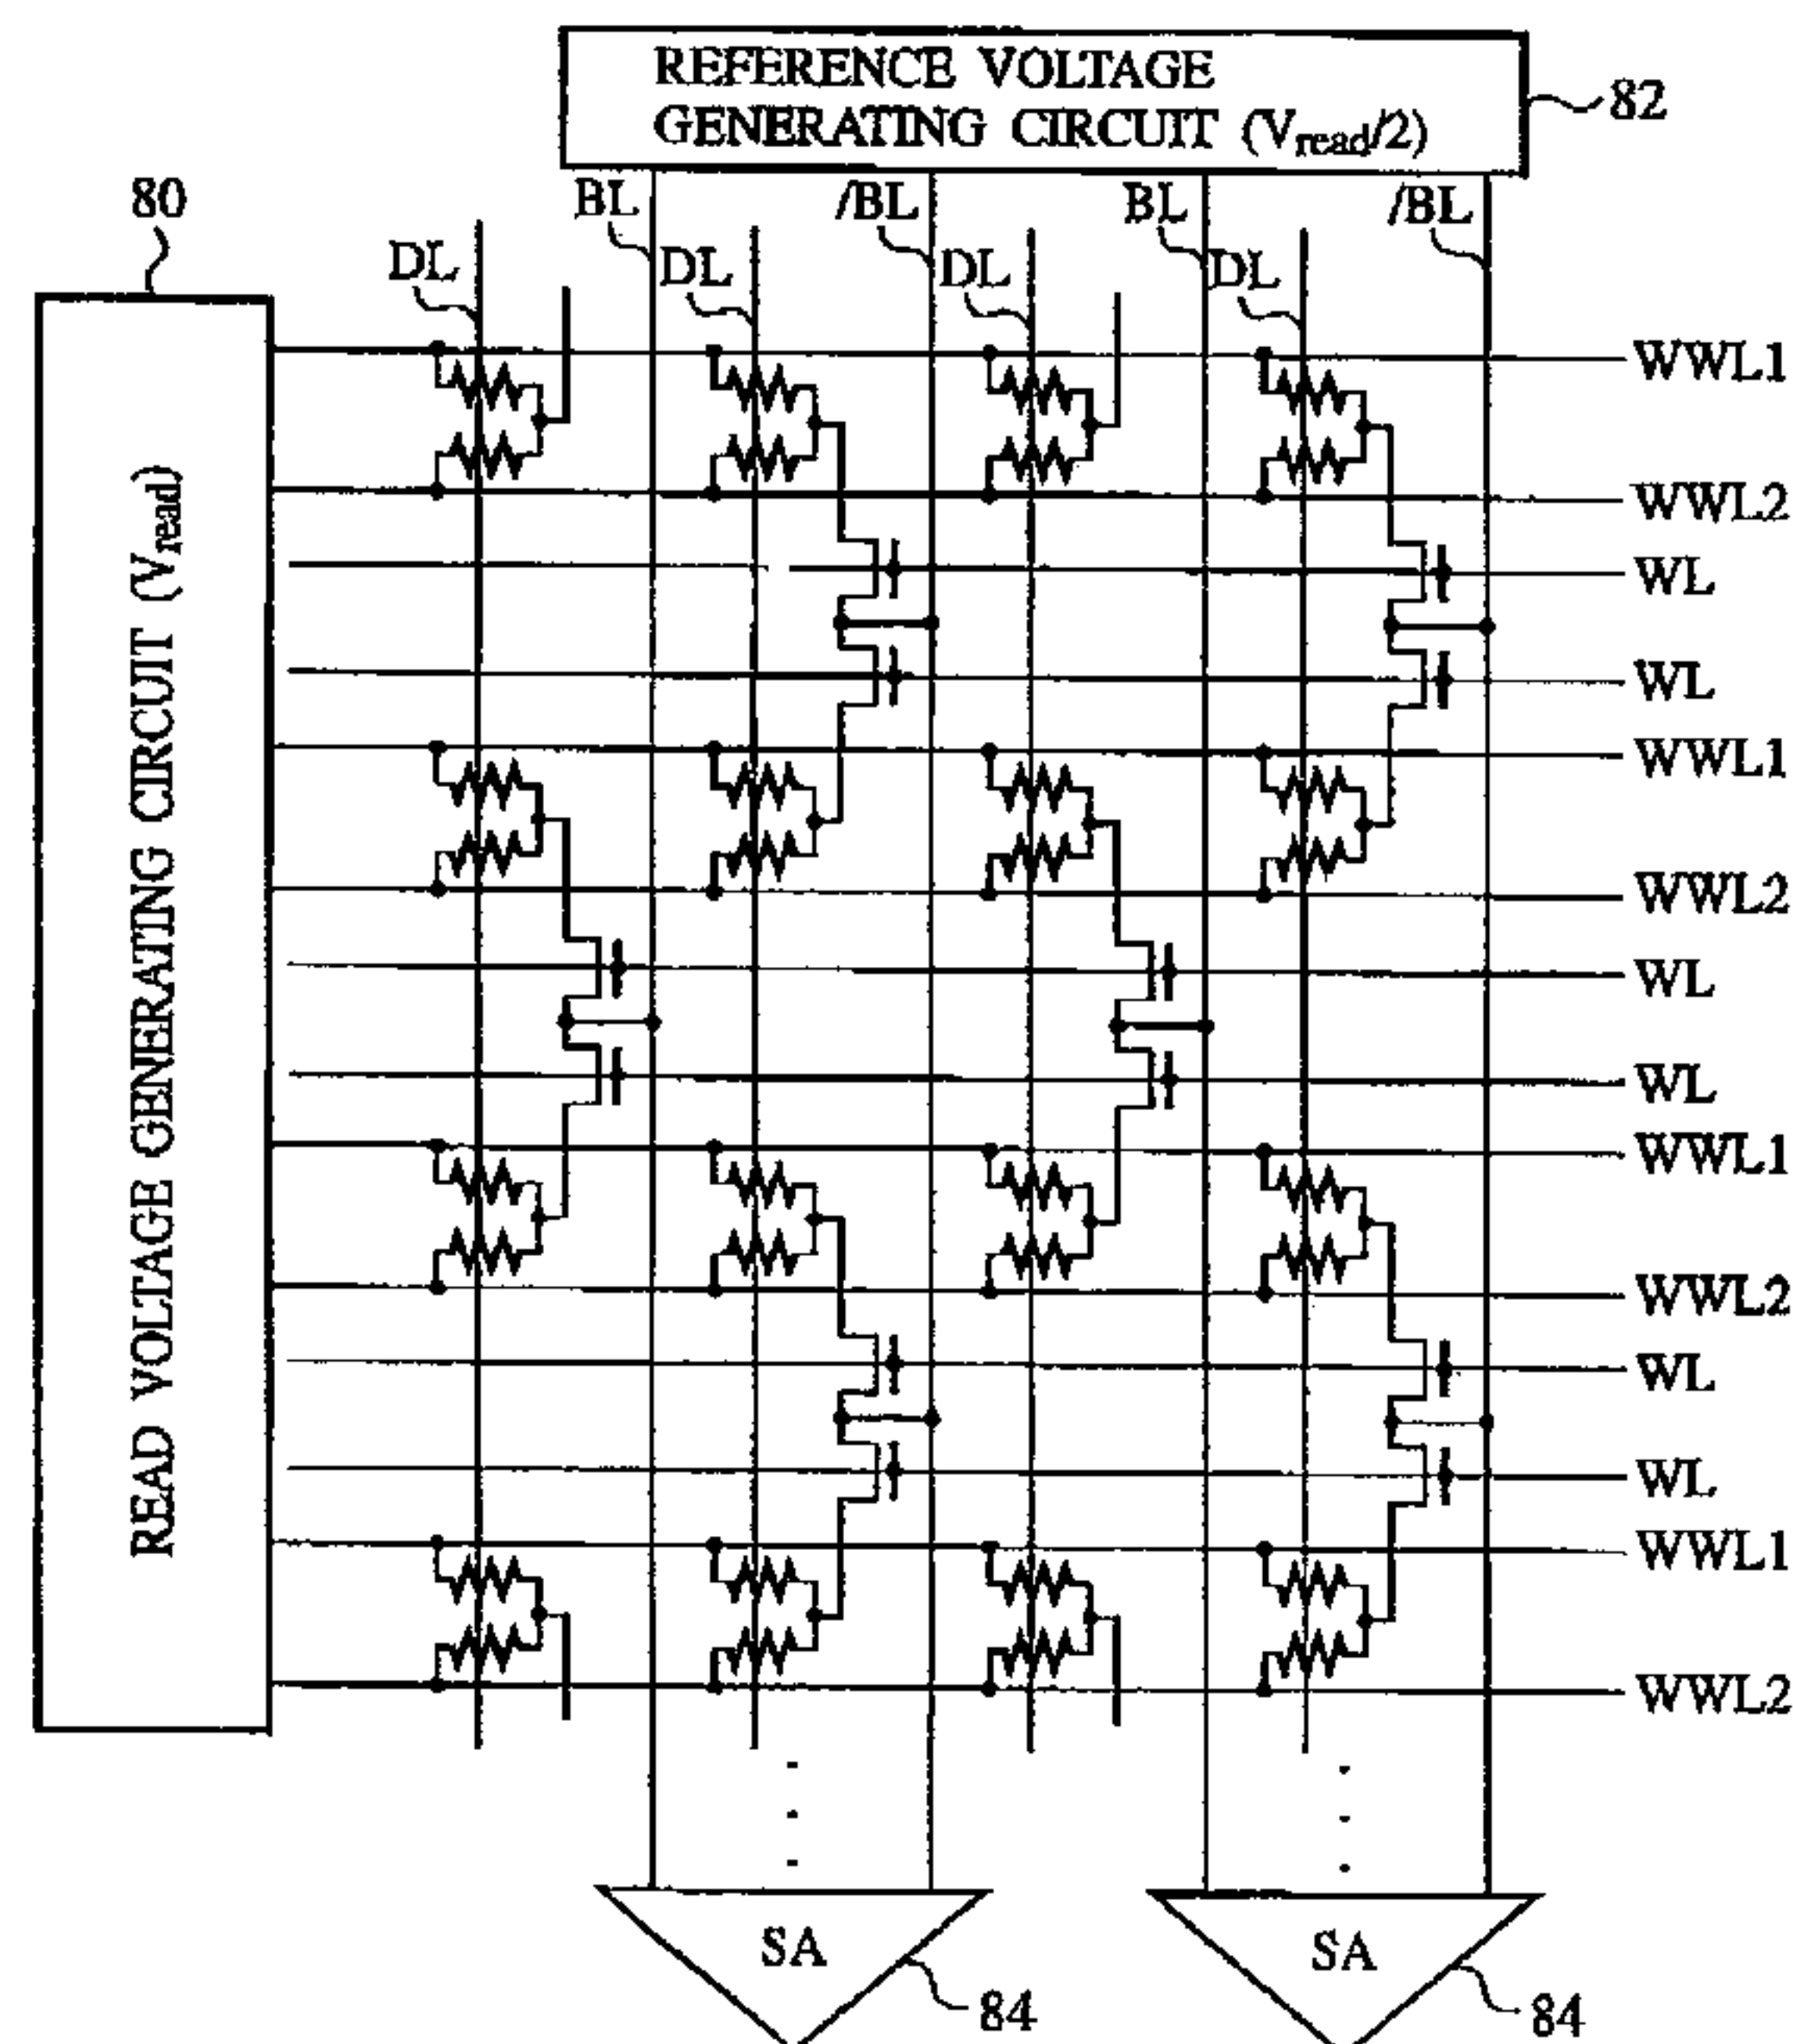 REFERENCE VOLTAGE
GENERATING CIRCUIT (Vread/2)
82
80
BL
/BL
BL
/BL
DL
DL
DL
DL
READ VOLTAGE GENERATING CIRCUIT (Vread)
WWL1
WWL2
WL
WL
WWL1
WWL2
WL
WL
WWL1
WWL2
WL
WL
WWL1
WWL2
SA
SA
84
84